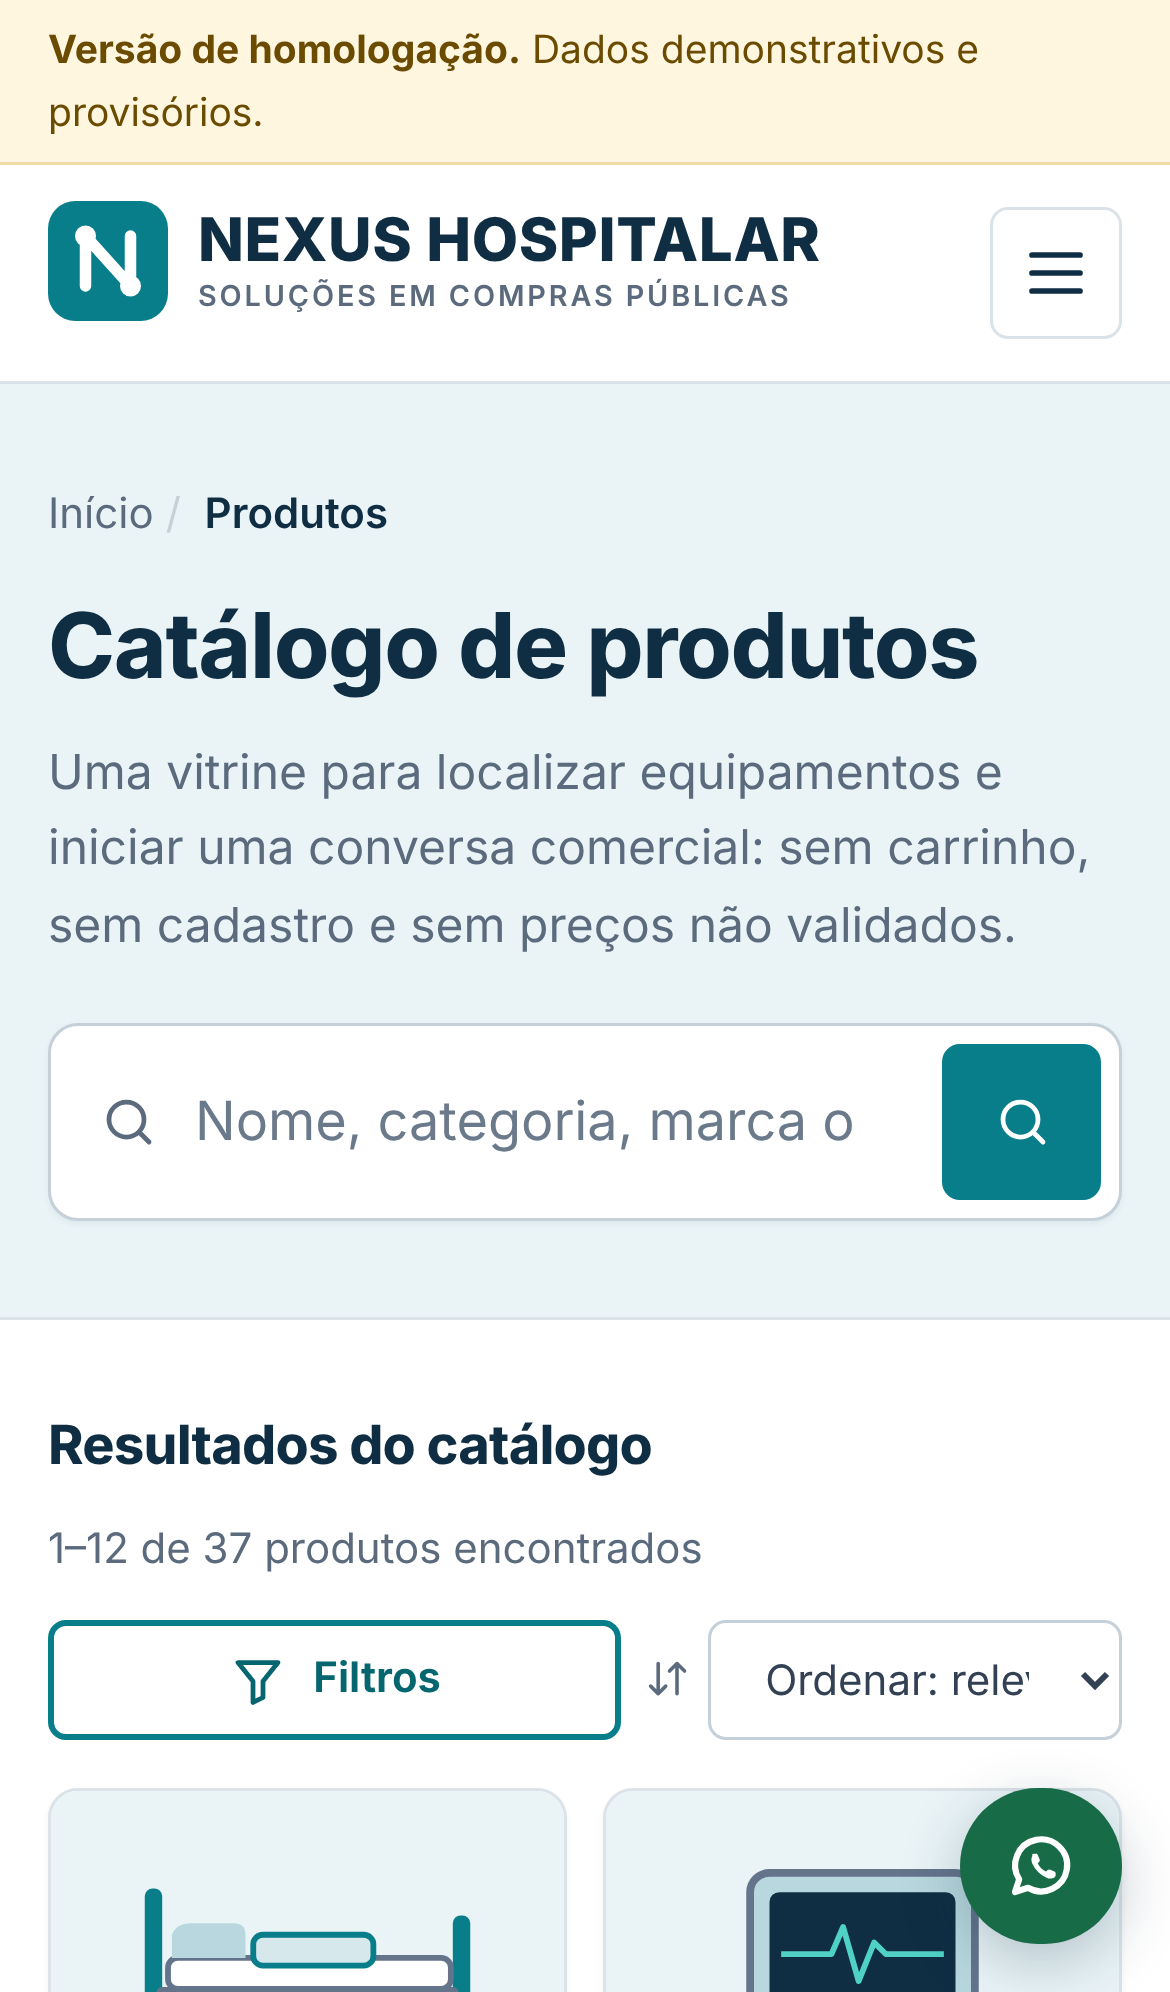 Versão de homologação. Dados demonstrativos e
provisórios.
NEXUS HOSPITALAR
SOLUÇÕES EM COMPRAS PÚBLICAS
Início / Produtos
Catálogo de produtos
Uma vitrine para localizar equipamentos e
iniciar uma conversa comercial: sem carrinho,
sem cadastro e sem preços não validados.
Nome, categoria, marca o
Resultados do catálogo
1–12 de 37 produtos encontrados
Filtros
Ordenar: rele